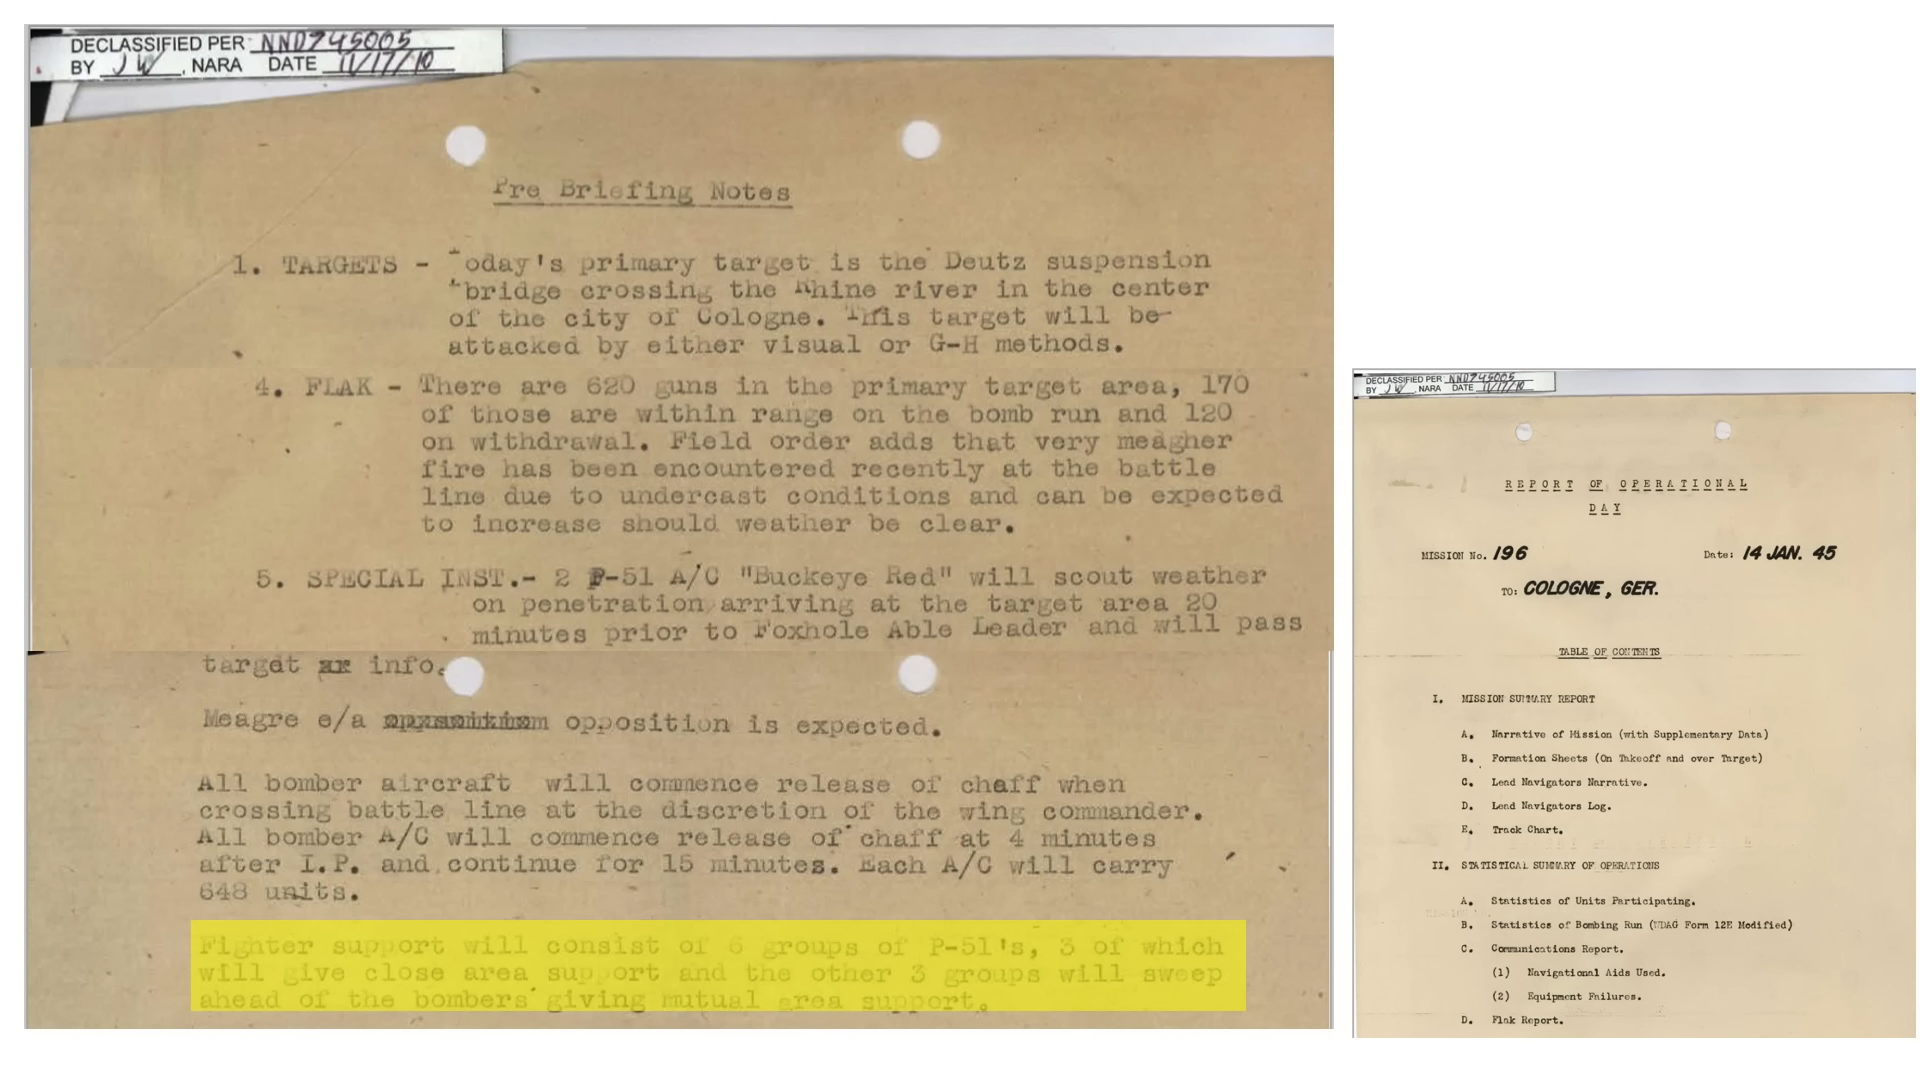 DECLASSIFIED PER NND745005
BY JW, NARA DATE 11/17/10
Pre Briefing Notes
1. TARGETS - Today's primary target is the Deutz suspension
bridge crossing the Rhine river in the center
of the city of Cologne. This target will be
attacked by either visual or G-H methods.
4. FLAK - There are 620 guns in the primary target area, 170
of those are within range on the bomb run and 120
on withdrawal. Field order adds that very meagher
fire has been encountered recently at the battle
line due to undercast conditions and can be expected
to increase should weather be clear.
5. SPECIAL INST.- 2 P-51 A/C "Buckeye Red" will scout weather
on penetration arriving at the target area 20
minutes prior to Foxhole Able Leader and will pass
target info.
Meagre e/a opposition is expected.
All bomber aircraft will commence release of chaff when
crossing battle line at the discretion of the wing commander.
All bomber A/C will commence release of chaff at 4 minutes
after I.P. and continue for 15 minutes. Each A/C will carry
648 units.
Fighter support will consist of 6 groups of P-51's, 3 of which
will give close area support and the other 3 groups will sweep
ahead of the bombers giving mutual area support.
DECLASSIFIED PER NND745005
BY JW, NARA DATE 11/17/10
REPORT OF OPERATIONAL
DAY
MISSION No. 196 Date: 14 JAN. 45
TO: COLOGNE, GER.
TABLE OF CONTENTS
I. MISSION SUMMARY REPORT
A. Narrative of Mission (with Supplementary Data)
B. Formation Sheets (On Takeoff and over Target)
C. Lead Navigators Narrative.
D. Lead Navigators Log.
E. Track Chart.
II. STATISTICAL SUMMARY OF OPERATIONS
A. Statistics of Units Participating.
B. Statistics of Bombing Run (Form 12E Modified)
C. Communications Report.
(1) Navigational Aids Used.
(2) Equipment Failures.
D. Flak Report.